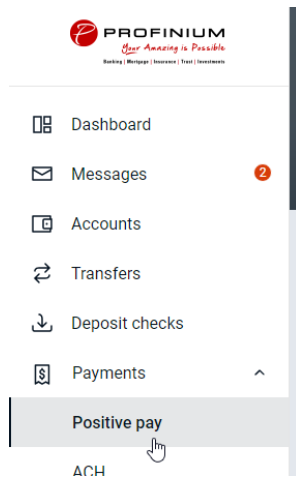 PROFINIUM
Your Amazing is Possible
Banking | Mortgage | Insurance | Trust | Investments
Dashboard
Messages 2
Accounts
Transfers
Deposit checks
Payments
Positive pay
ACH